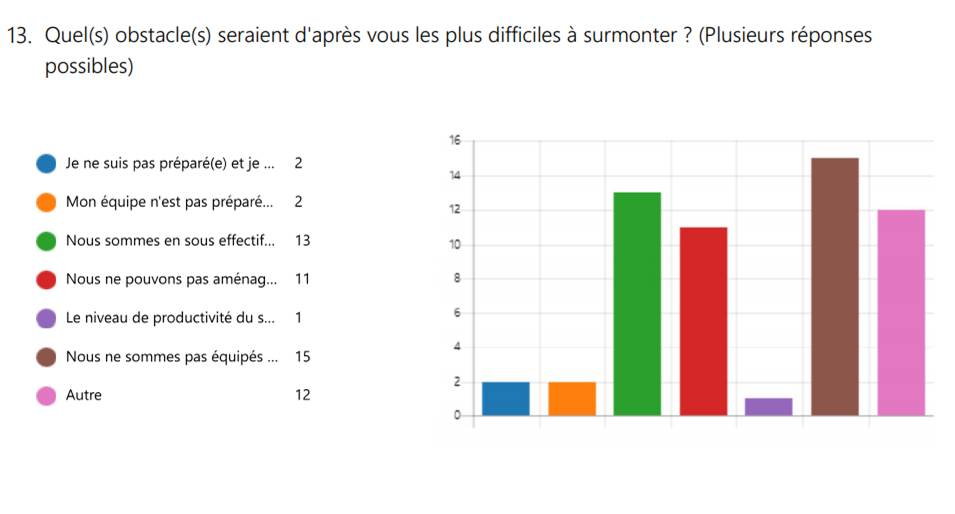 13. Quel(s) obstacle(s) seraient d'après vous les plus difficiles à surmonter ? (Plusieurs réponses
possibles)
Je ne suis pas préparé(e) et je ... 2
Mon équipe n'est pas préparé... 2
Nous sommes en sous effectif... 13
Nous ne pouvons pas aménag... 11
Le niveau de productivité du s... 1
Nous ne sommes pas équipés ... 15
Autre 12
16
14
12
10
8
6
4
2
0